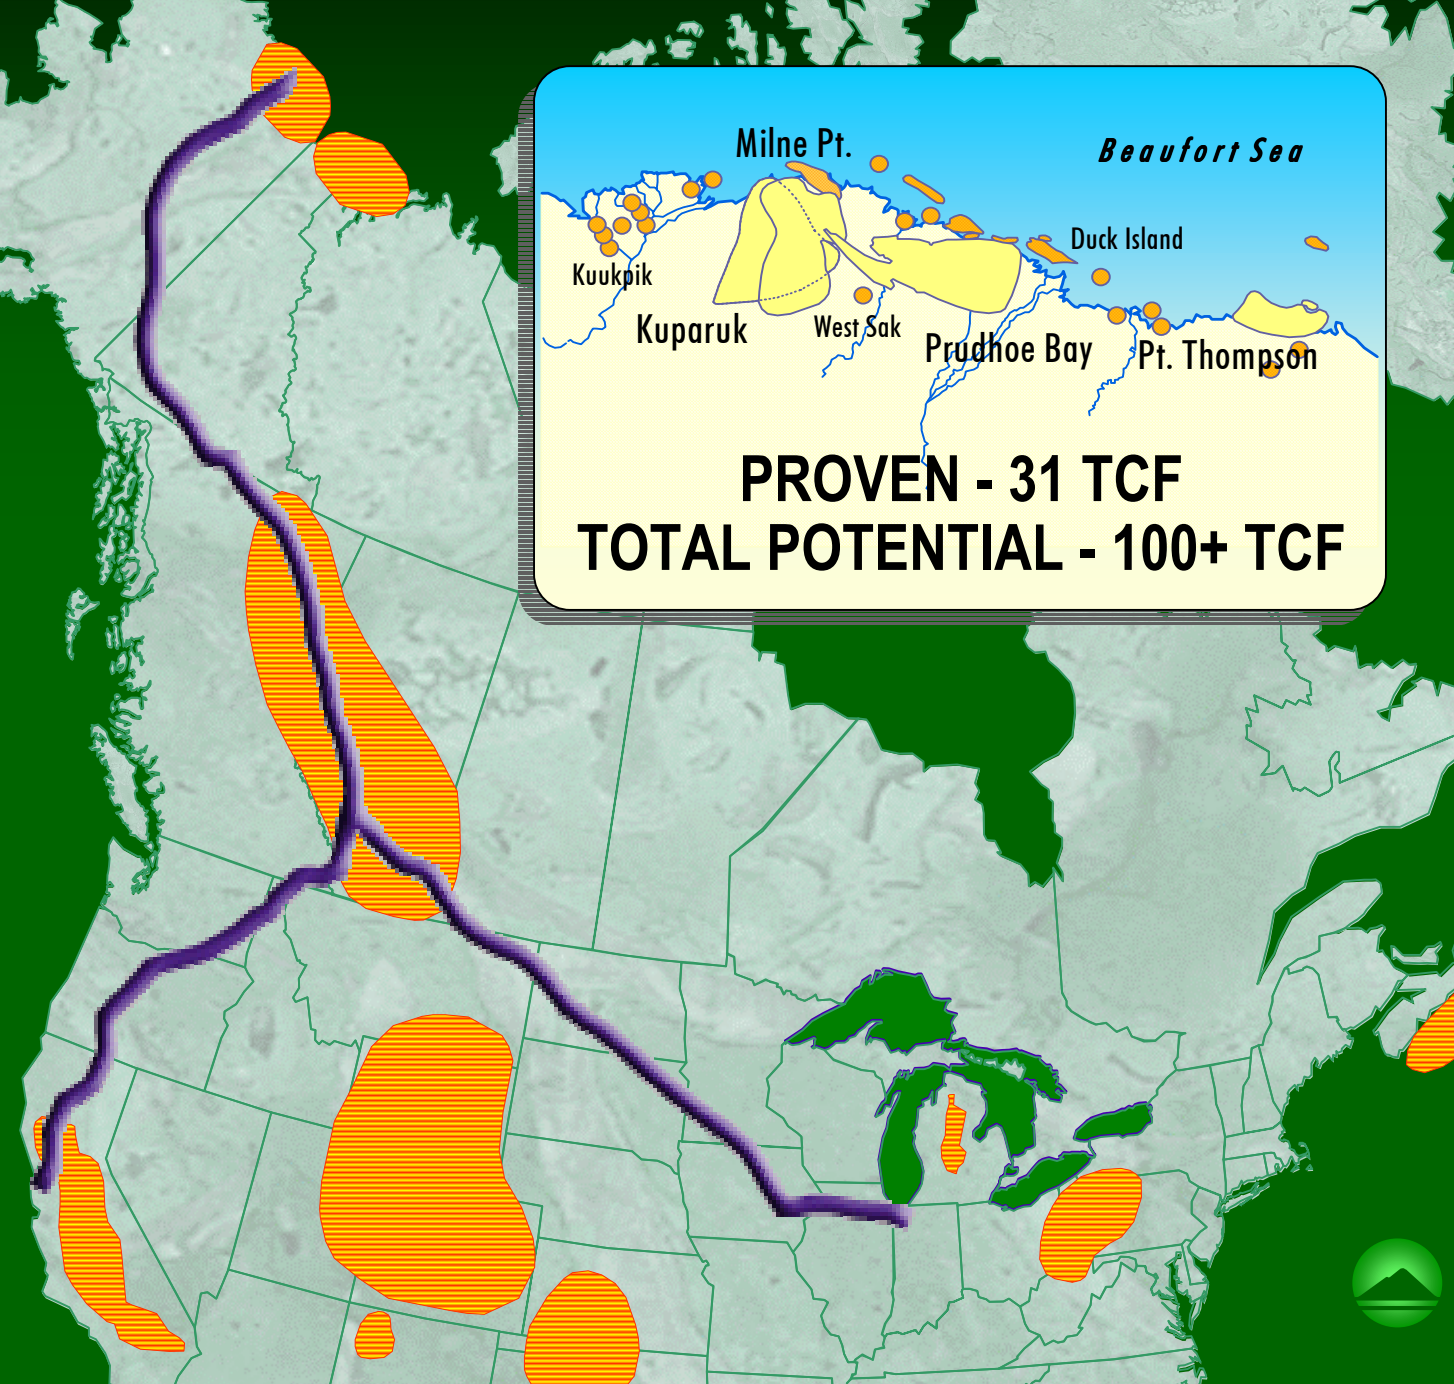 Milne Pt.
Beaufort Sea
Duck Island
Kuukpik
Kuparuk
West Sak
Prudhoe Bay
Pt. Thompson
PROVEN - 31 TCF
TOTAL POTENTIAL - 100+ TCF